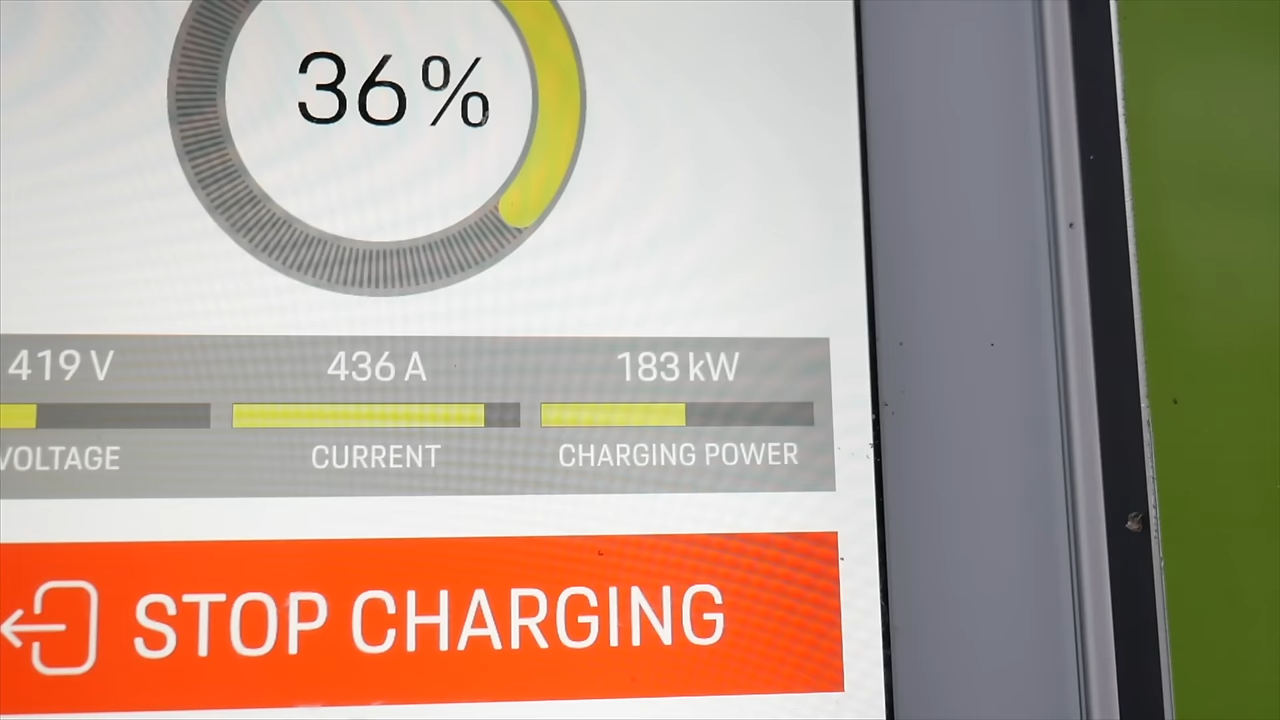 36%
419 V 436 A 183 kW
VOLTAGE CURRENT CHARGING POWER
STOP CHARGING